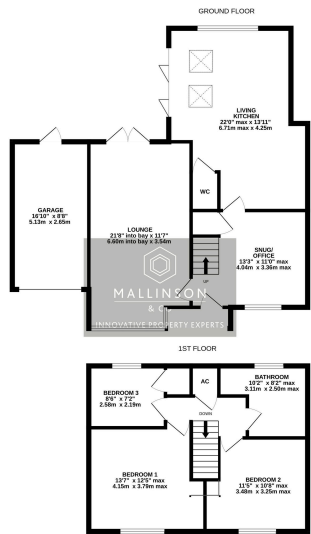 GROUND FLOOR
LIVING
KITCHEN
22'0" max x 13'11"
6.71m max x 4.25m
WC
GARAGE
16'10" x 8'8"
5.13m x 2.65m
LOUNGE
21'8" into bay x 11'7"
6.60m into bay x 3.54m
SNUG/
OFFICE
13'3" x 11'0" max
4.04m x 3.36m max
UP
MALLINSON
& CO
INNOVATIVE PROPERTY EXPERTS
1ST FLOOR
BEDROOM 3
8'6" x 7'2"
2.58m x 2.19m
AC
BATHROOM
10'2" x 8'2" max
3.11m x 2.50m max
DOWN
BEDROOM 1
13'7" x 12'5" max
4.15m x 3.79m max
BEDROOM 2
11'5" x 10'8" max
3.48m x 3.25m max